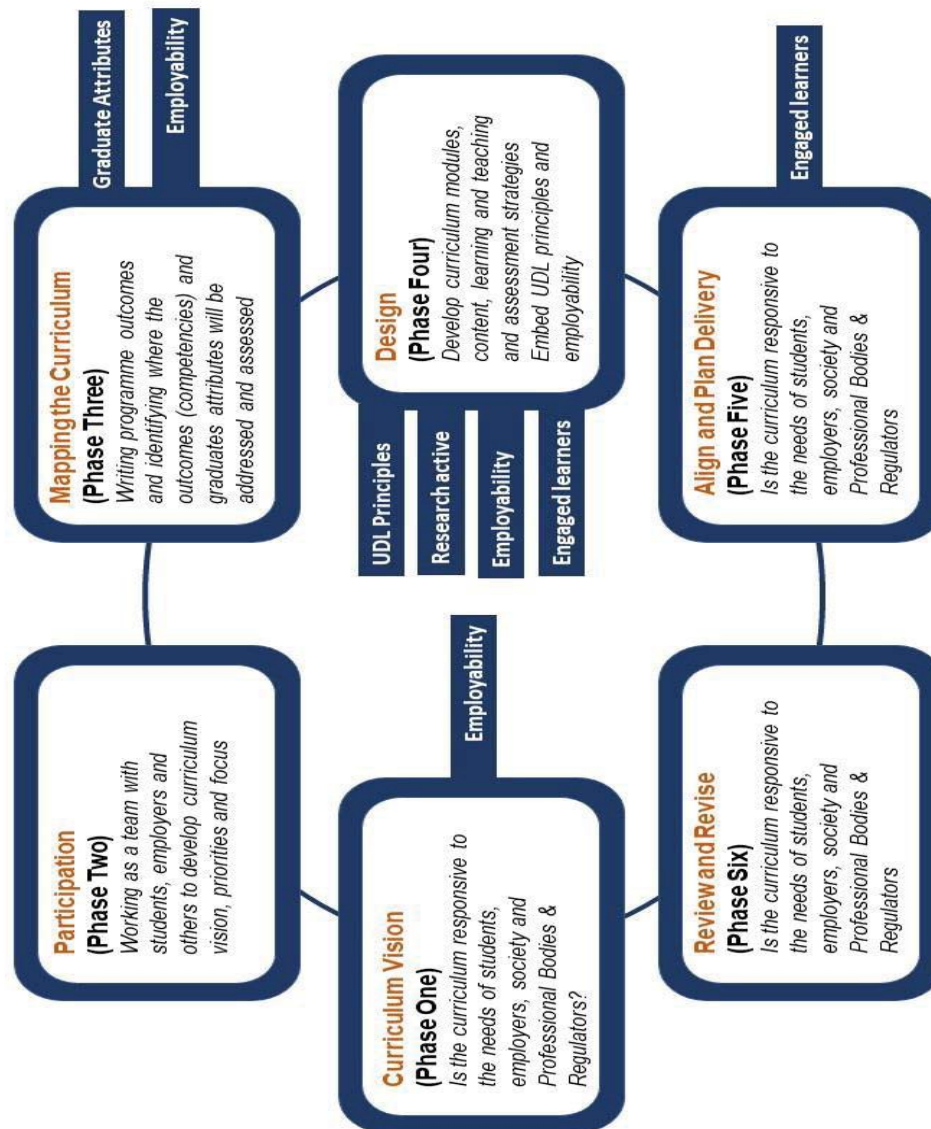 Curriculum Vision
(Phase One)
Is the curriculum responsive to
the needs of students,
employers, society and
Professional Bodies &
Regulators?
Employability
Participation
(Phase Two)
Working as a team with
students, employers and
others to develop curriculum
vision, priorities and focus
Mapping the Curriculum
(Phase Three)
Writing programme outcomes
and identifying where the
outcomes (competencies) and
graduates attributes will be
addressed and assessed
Graduate Attributes
Employability
UDL Principles
Research active
Employability
Engaged learners
Design
(Phase Four)
Develop curriculum modules,
content, learning and teaching
and assessment strategies
Embed UDL principles and
employability
Align and Plan Delivery
(Phase Five)
Is the curriculum responsive to
the needs of students,
employers, society and
Professional Bodies &
Regulators
Engaged learners
Review and Revise
(Phase Six)
Is the curriculum responsive to
the needs of students,
employers, society and
Professional Bodies &
Regulators